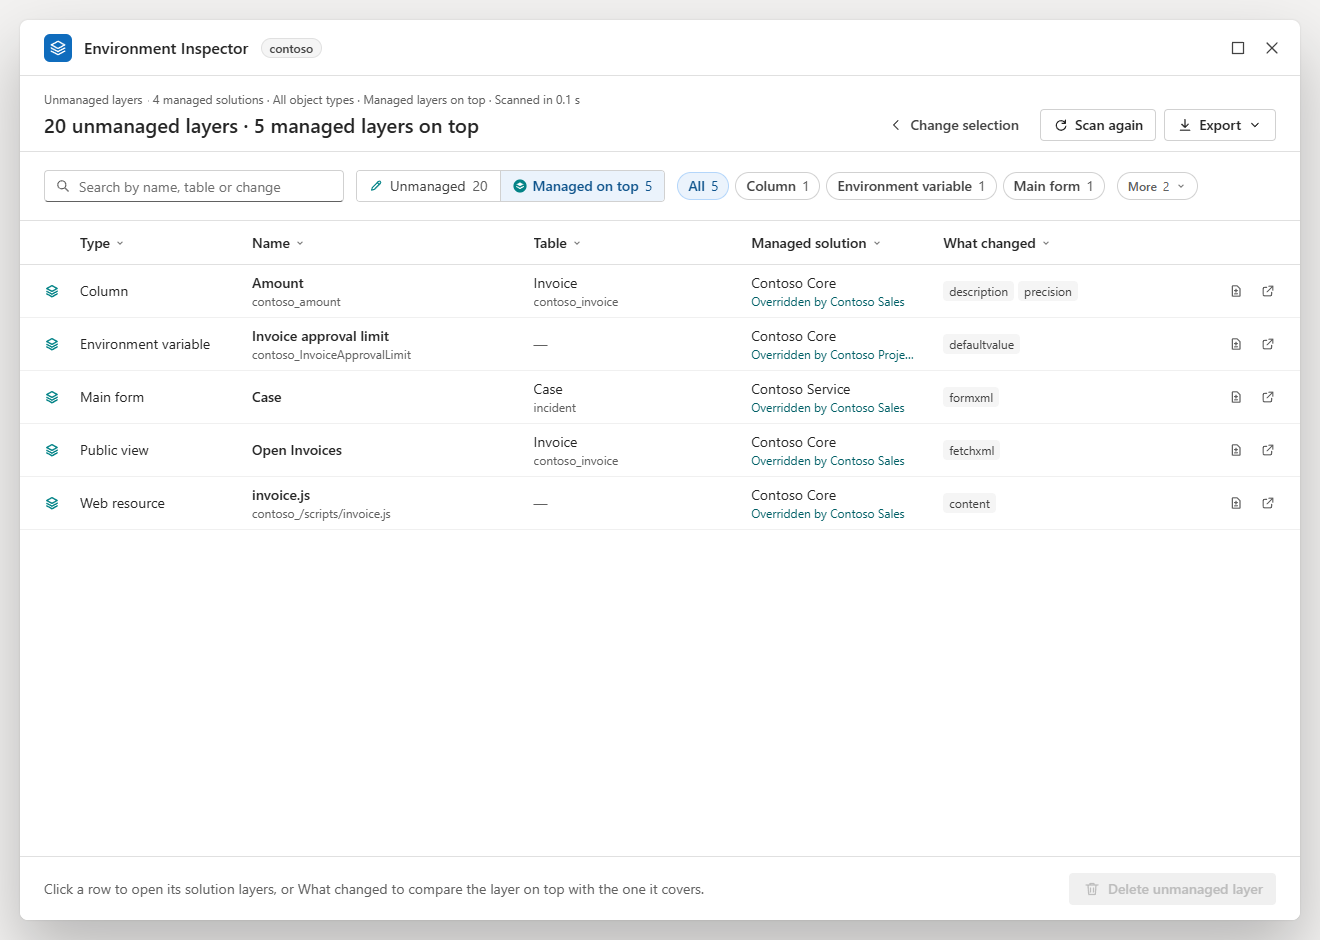 Environment Inspector contoso
Unmanaged layers · 4 managed solutions · All object types · Managed layers on top · Scanned in 0.1 s
20 unmanaged layers · 5 managed layers on top
Change selection
Scan again
Export
Search by name, table or change
Unmanaged 20
Managed on top 5
All 5
Column 1
Environment variable 1
Main form 1
More 2
Type Name Table Managed solution What changed
Column
Amount
contoso_amount
Invoice
contoso_invoice
Contoso Core
Overridden by Contoso Sales
description precision
Environment variable
Invoice approval limit
contoso_InvoiceApprovalLimit
—
Contoso Core
Overridden by Contoso Proje...
defaultvalue
Main form
Case
Case
incident
Contoso Service
Overridden by Contoso Sales
formxml
Public view
Open Invoices
Invoice
contoso_invoice
Contoso Core
Overridden by Contoso Sales
fetchxml
Web resource
invoice.js
contoso_/scripts/invoice.js
—
Contoso Core
Overridden by Contoso Sales
content
Click a row to open its solution layers, or What changed to compare the layer on top with the one it covers.
Delete unmanaged layer